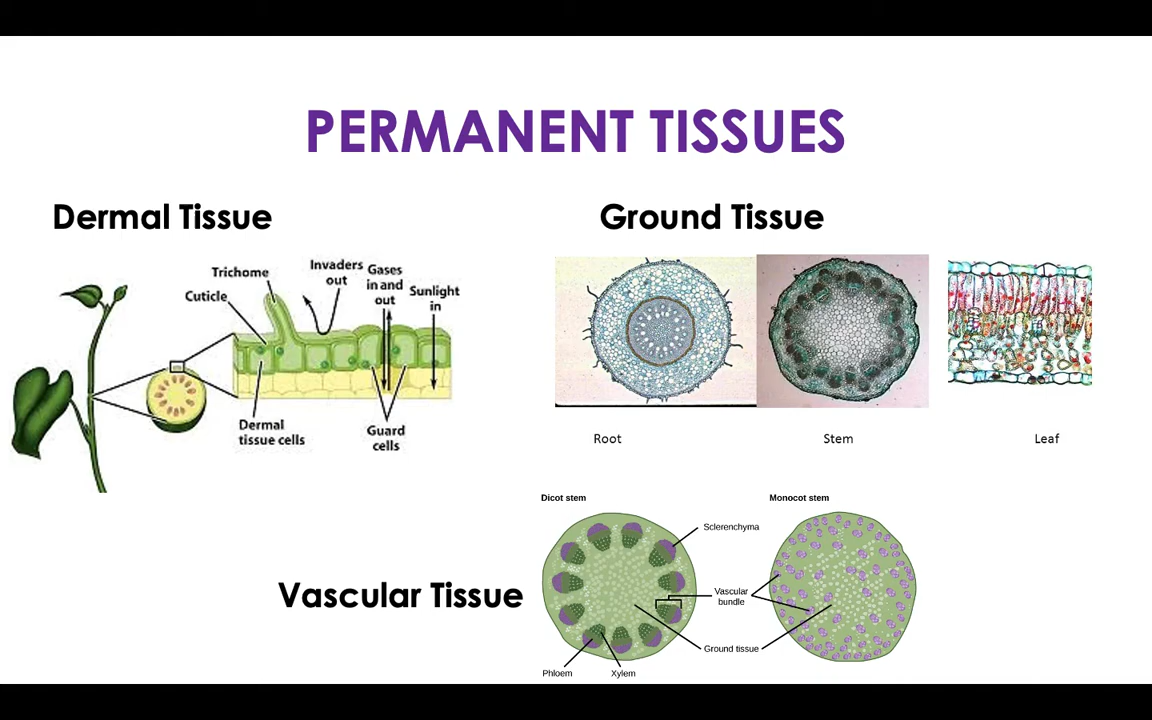 PERMANENT TISSUES
Dermal Tissue
Ground Tissue
Trichome
Cuticle
Invaders
out
Gases
in and
out
Sunlight
in
Dermal
tissue cells
Guard
cells
Root
Stem
Leaf
Vascular Tissue
Dicot stem
Monocot stem
Sclerenchyma
Vascular
bundle
Ground tissue
Phloem
Xylem